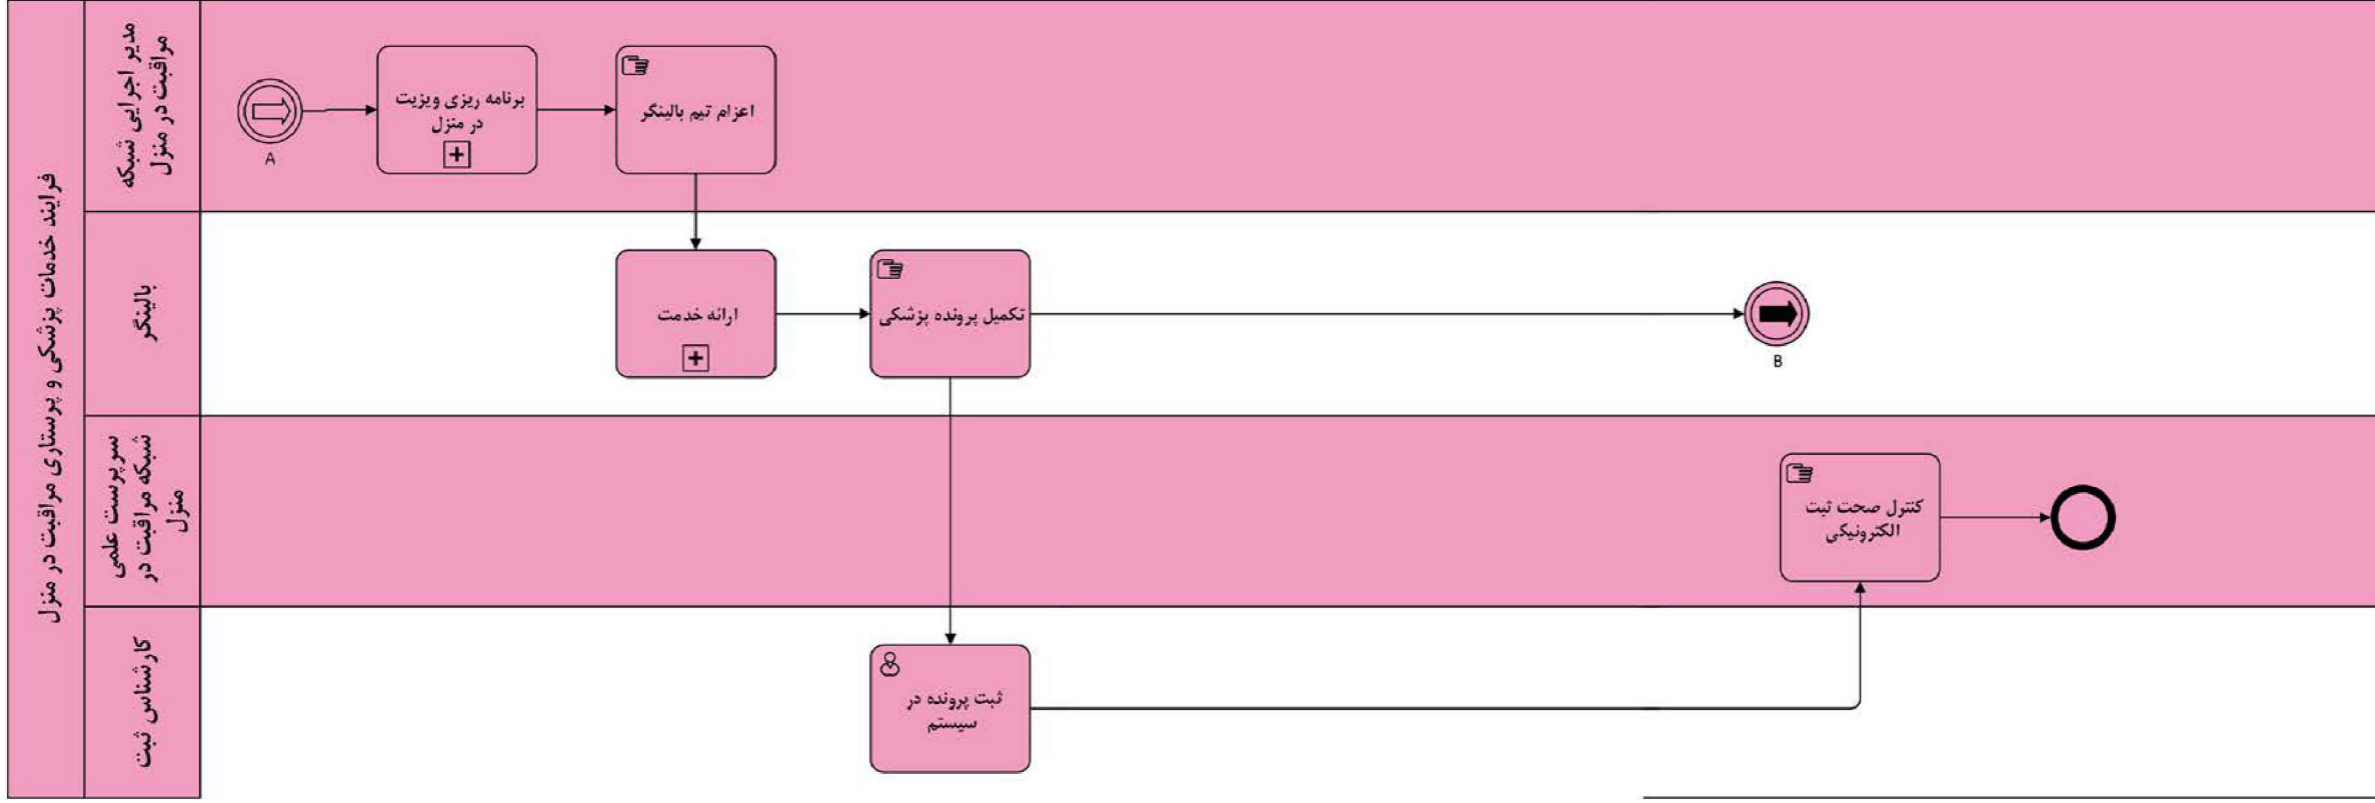 فرایند خدمات پزشکی و پرستاری مراقبت در منزل
مدیر اجرایی شبکه
مراقبت در منزل
A
برنامه ریزی ویزیت
در منزل
اعزام تیم بالینگر
بالینگر
ارائه خدمت
تکمیل پرونده پزشکی
B
سرپرست علمی
شبکه مراقبت در
منزل
کنترل صحت ثبت
الکترونیکی
کارشناس ثبت
ثبت پرونده در
سیستم